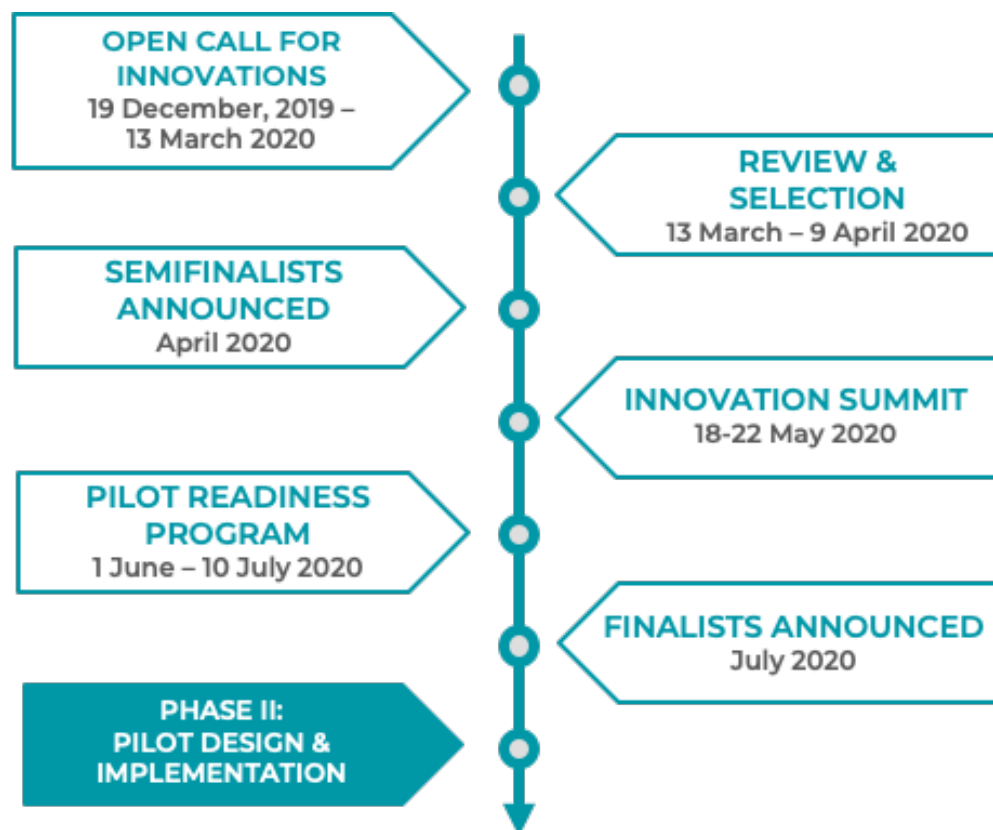 OPEN CALL FOR
INNOVATIONS
19 December, 2019 –
13 March 2020
REVIEW &
SELECTION
13 March – 9 April 2020
SEMIFINALISTS
ANNOUNCED
April 2020
INNOVATION SUMMIT
18-22 May 2020
PILOT READINESS
PROGRAM
1 June – 10 July 2020
FINALISTS ANNOUNCED
July 2020
PHASE II:
PILOT DESIGN &
IMPLEMENTATION